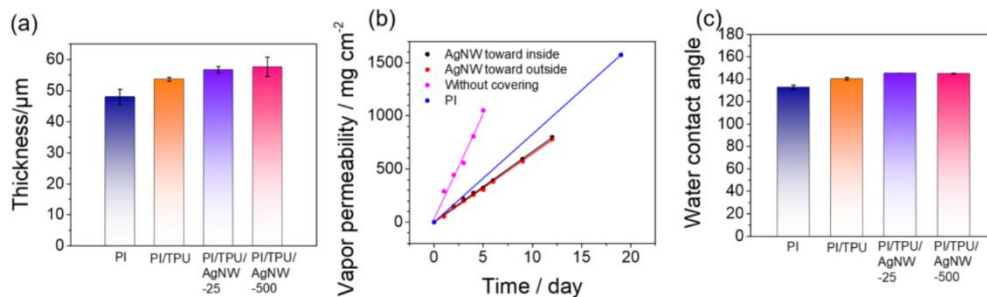 (a)
Thickness/μm
60
50
40
30
20
10
0
PI
PI/TPU
PI/TPU/
AgNW
-25
PI/TPU/
AgNW
-500
(b)
Vapor permeability / mg cm⁻²
1500
1000
500
0
AgNW toward inside
AgNW toward outside
Without covering
PI
0
5
10
15
20
Time / day
(c)
Water contact angle
180
160
140
120
100
80
60
40
20
0
PI
PI/TPU
PI/TPU/
AgNW
-25
PI/TPU/
AgNW
-500